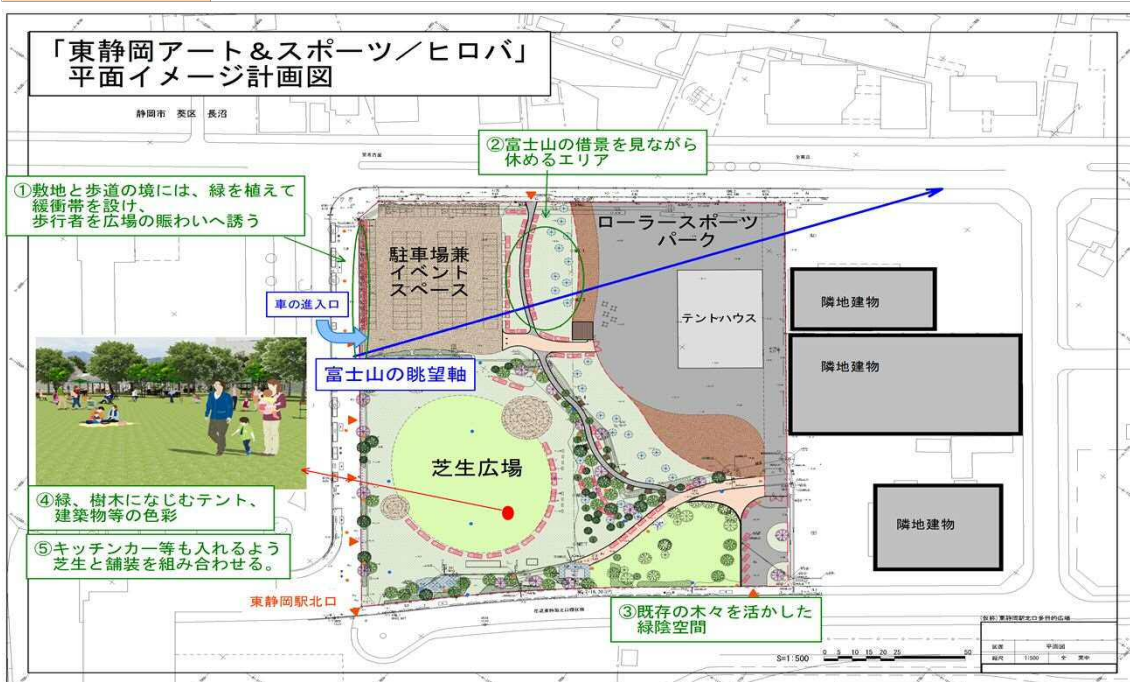 「東静岡アート＆スポーツ／ヒロバ」
平面イメージ計画図
静岡市 葵区 長沼
②富士山の借景を見ながら
休めるエリア
①敷地と歩道の境には、緑を植えて
緩衝帯を設け、
歩行者を広場の賑わいへ誘う
ローラースポーツ
パーク
駐車場兼
イベント
スペース
車の進入口
テントハウス
隣地建物
隣地建物
富士山の眺望軸
芝生広場
④緑、樹木になじむテント、
建築物等の色彩
隣地建物
⑤キッチンカー等も入れるよう
芝生と舗装を組み合わせる。
東静岡駅北口
③既存の木々を活かした
緑陰空間
S=1:500
0 5 10 15 20 25 50
平面図
1:500